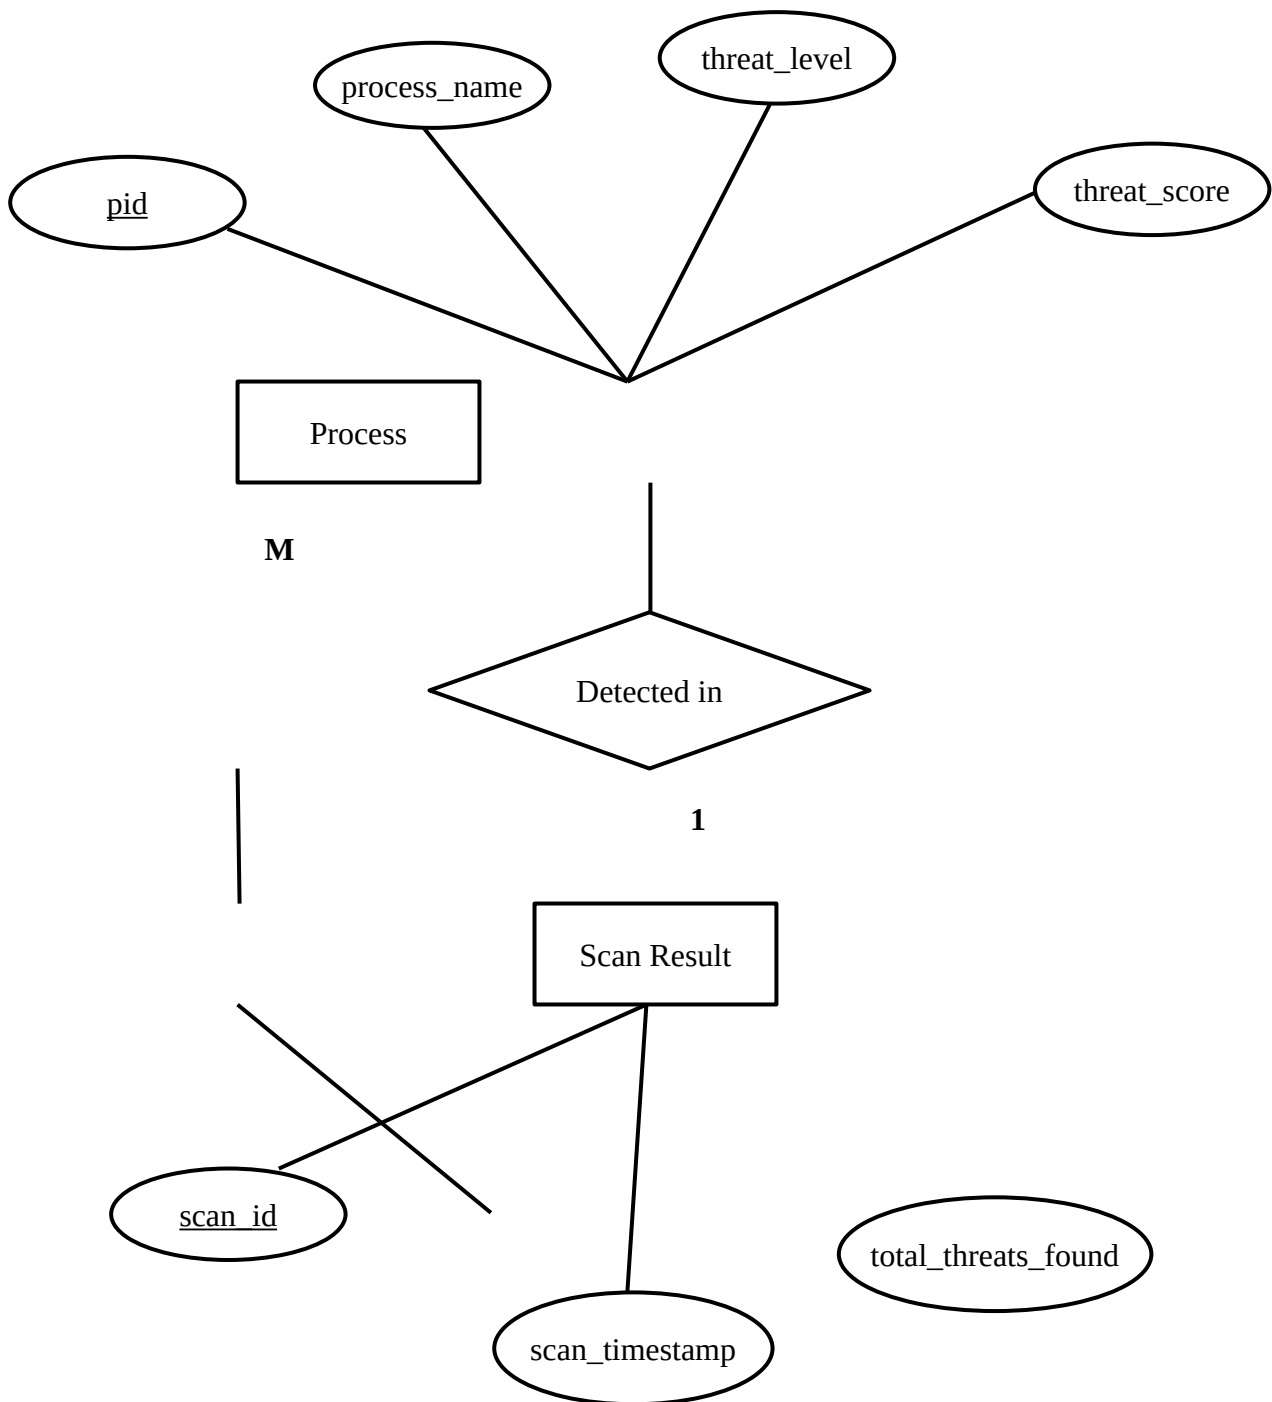 threat_level
process_name
threat_score
pid
Process
M
Detected in
1
Scan Result
scan_id
total_threats_found
scan_timestamp